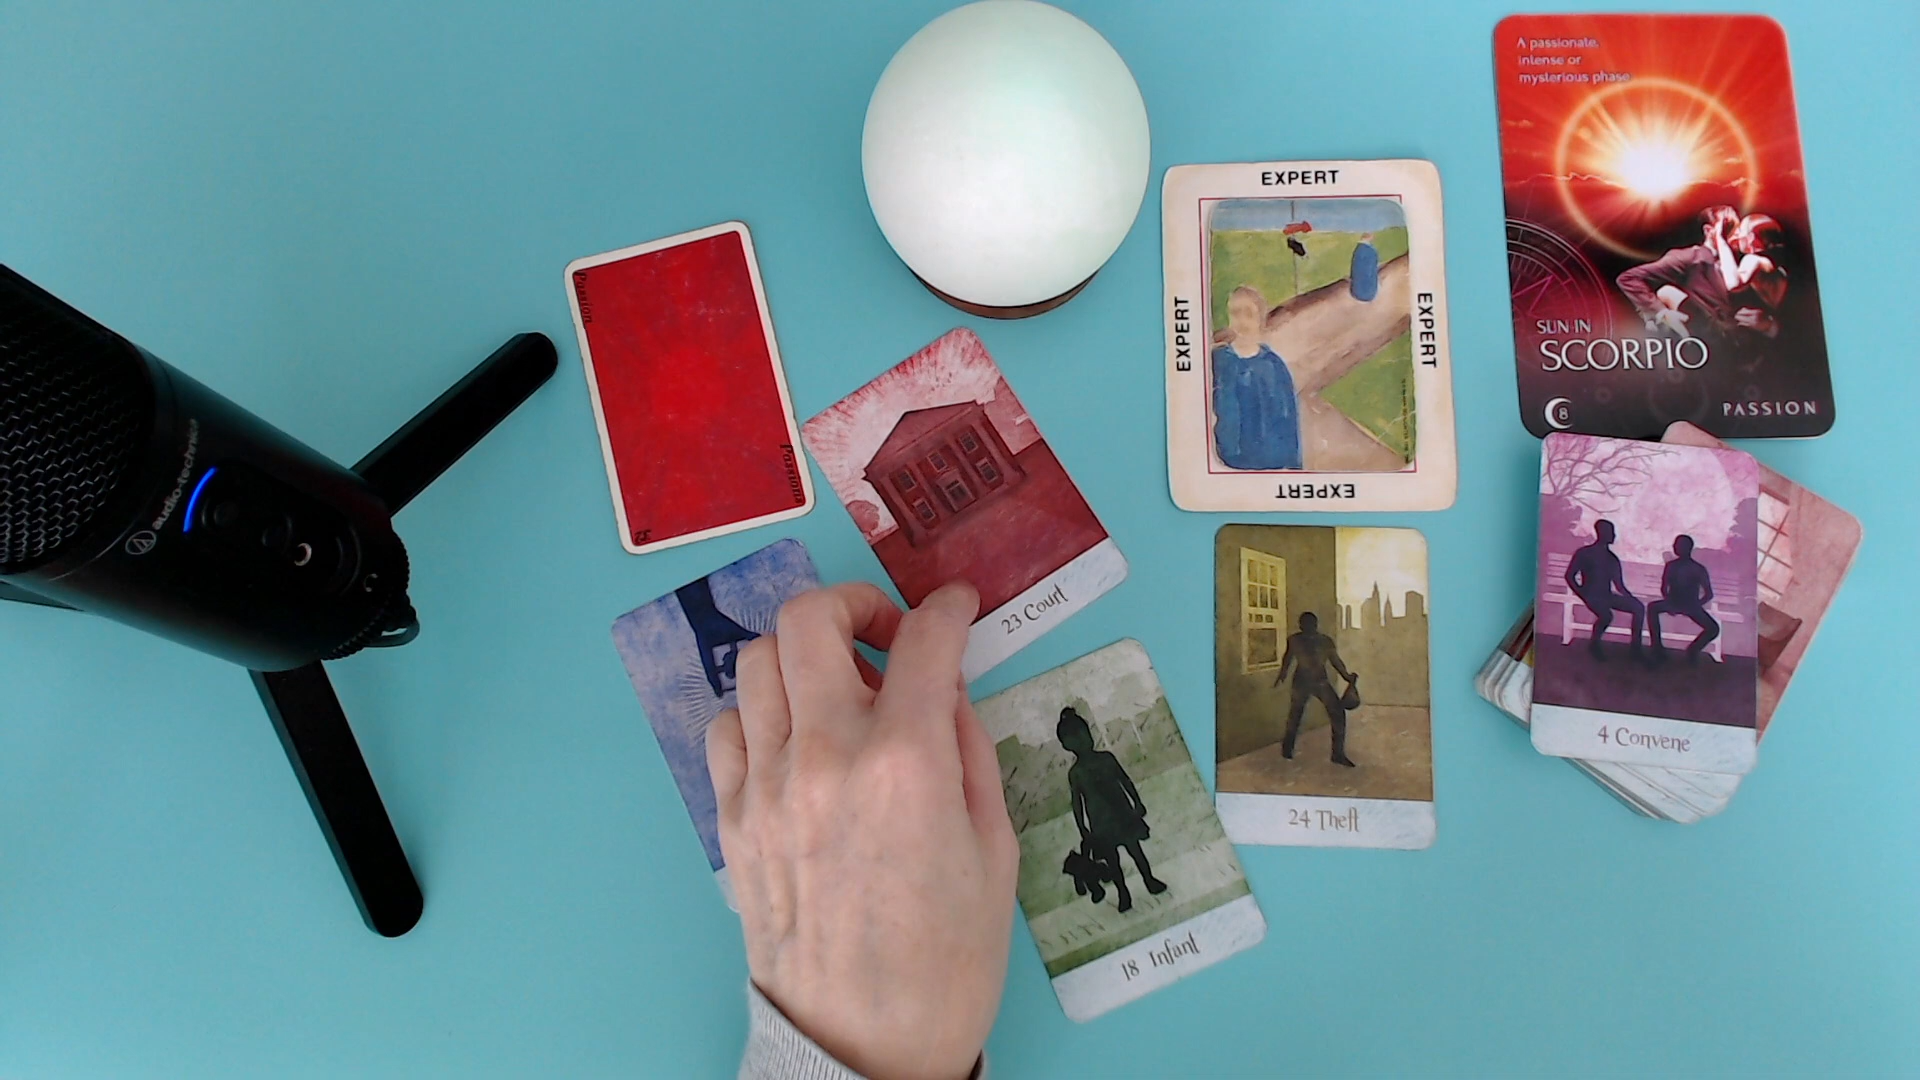 audio-technica
Passion
Passion
EXPERT
EXPERT
EXPERT
EXPERT
A passionate,
intense or
mysterious phase
SUN IN
SCORPIO
8
PASSION
23 Court
18 Infant
24 Theft
4 Convene